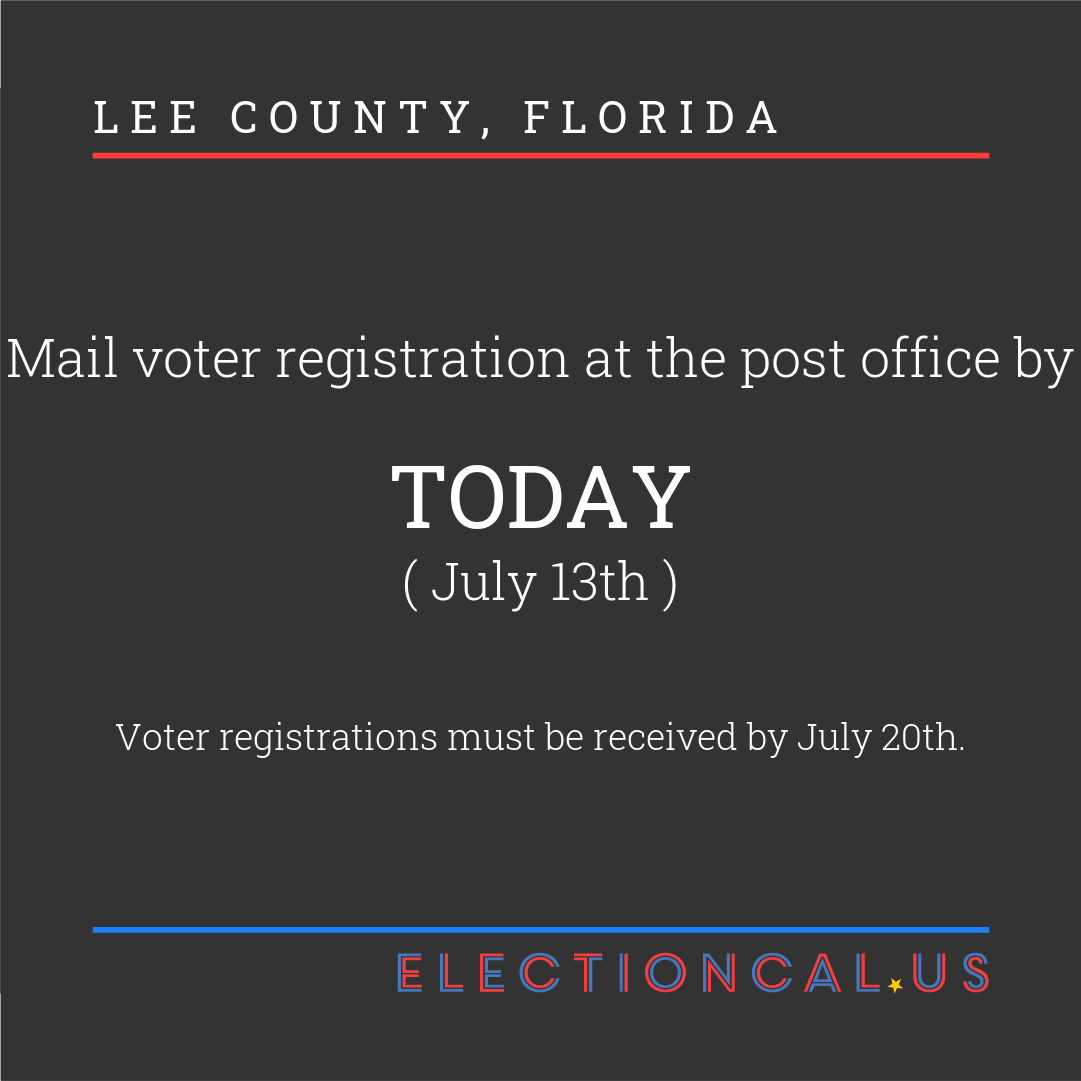 LEE COUNTY, FLORIDA
Mail voter registration at the post office by
TODAY
( July 13th )
Voter registrations must be received by July 20th.
ELECTIONCAL.US